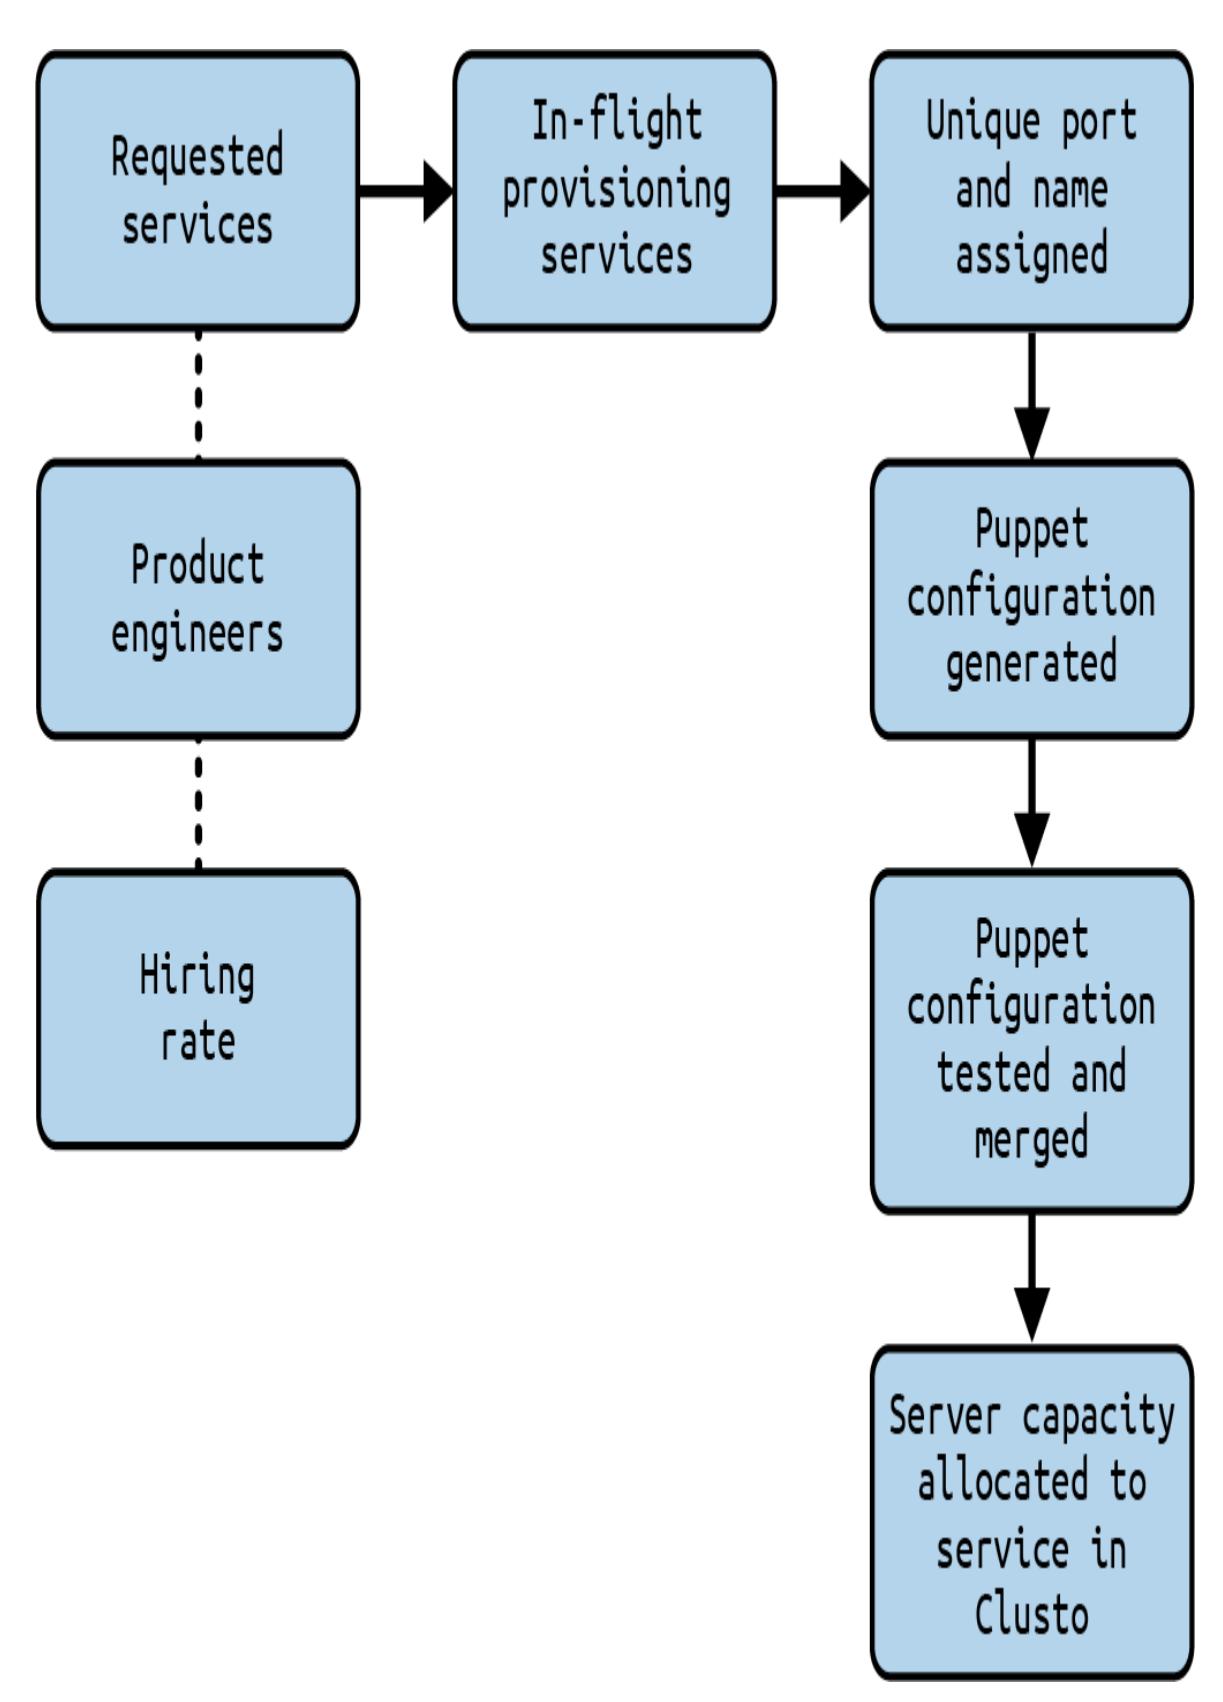 Requested
services
In-flight
provisioning
services
Unique port
and name
assigned
Product
engineers
Puppet
configuration
generated
Hiring
rate
Puppet
configuration
tested and
merged
Server capacity
allocated to
service in
Clusto